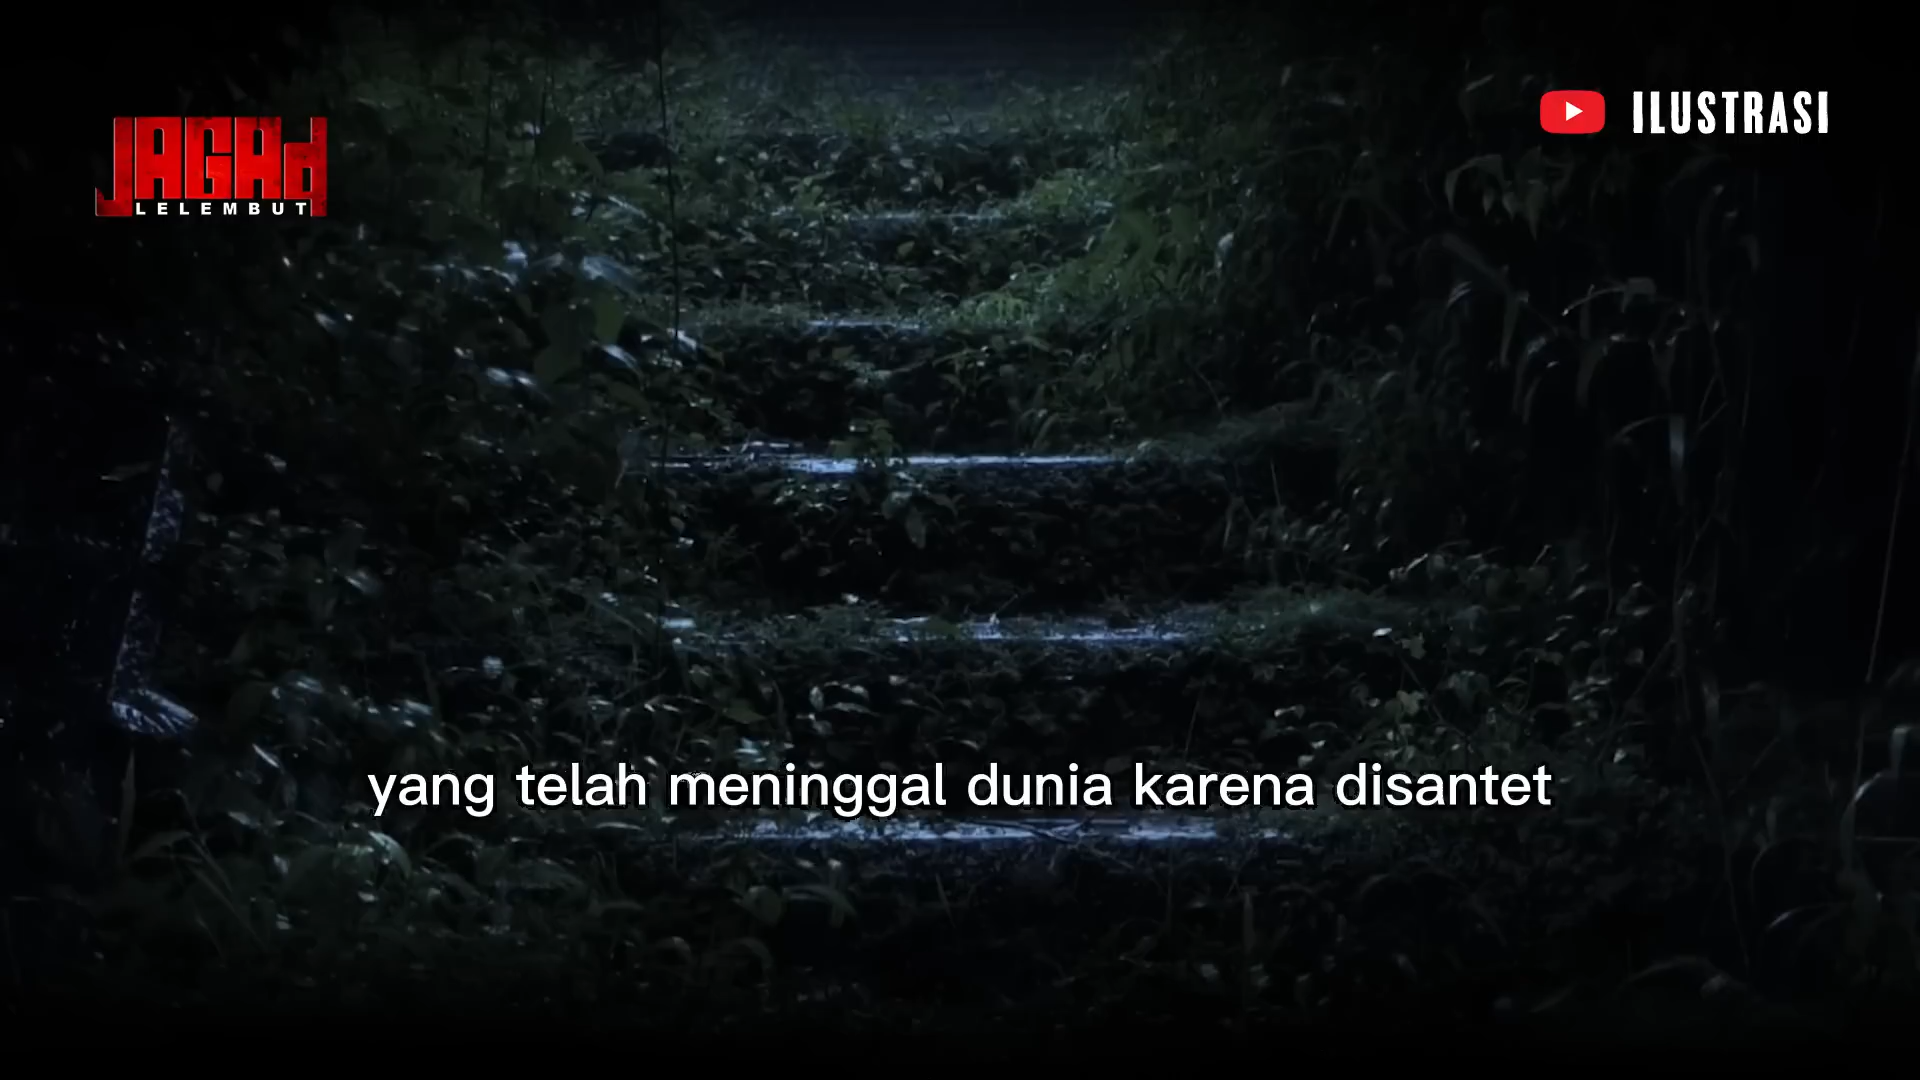 JAGAd
LELEMBUT
ILUSTRASI
yang telah meninggal dunia karena disantet